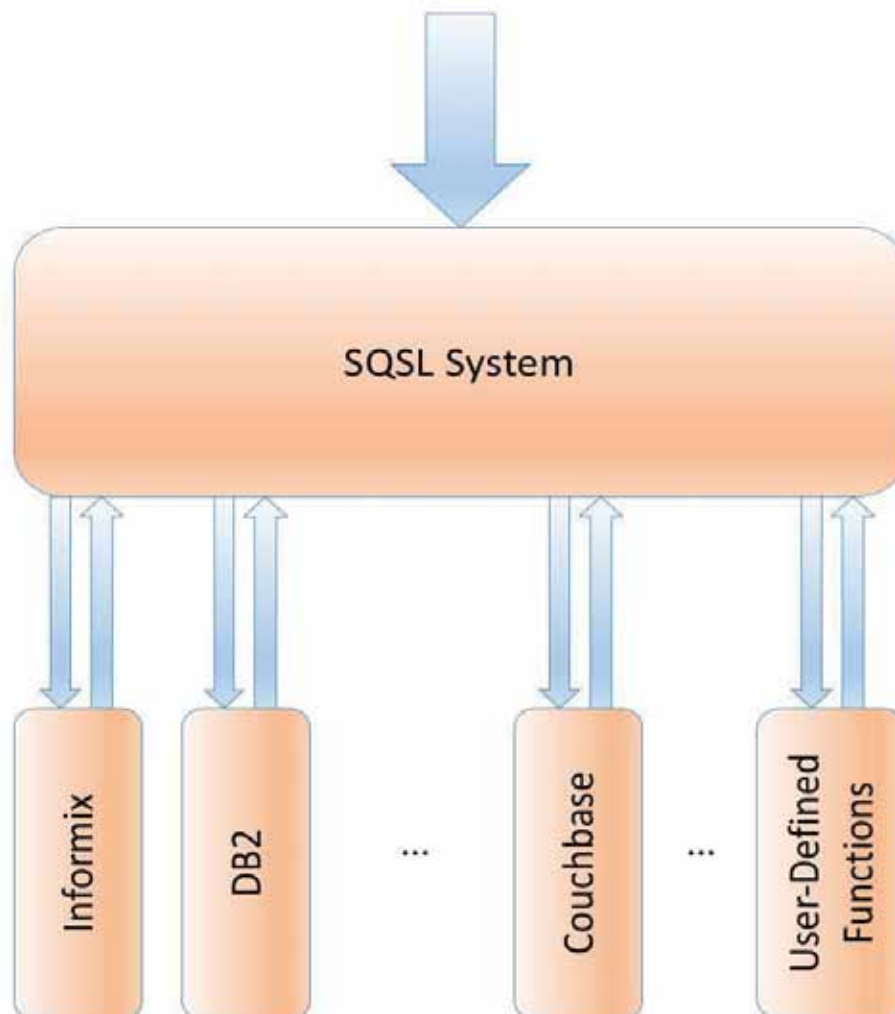 SQSL System
Informix
DB2
...
Couchbase
...
User-Defined
Functions